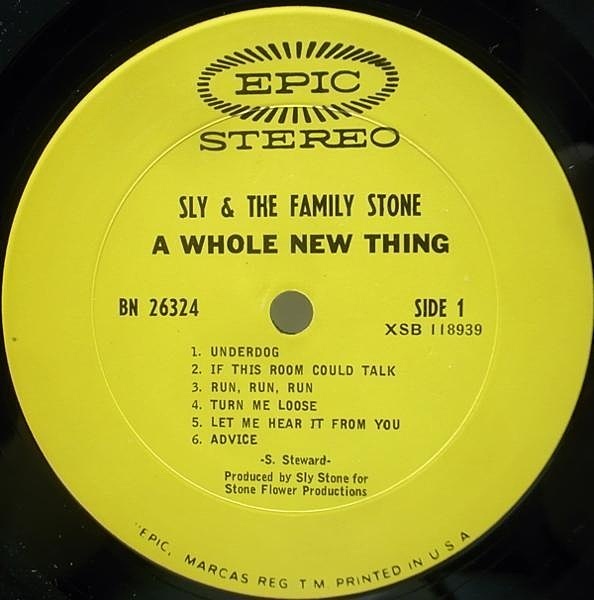 EPIC
STEREO
SLY & THE FAMILY STONE
A WHOLE NEW THING
BN 26324
SIDE 1
XSB 118939
1. UNDERDOG
2. IF THIS ROOM COULD TALK
3. RUN, RUN, RUN
4. TURN ME LOOSE
5. LET ME HEAR IT FROM YOU
6. ADVICE
-S. Steward-
Produced by Sly Stone for
Stone Flower Productions
"EPIC, MARCAS REG T M. PRINTED IN U S A